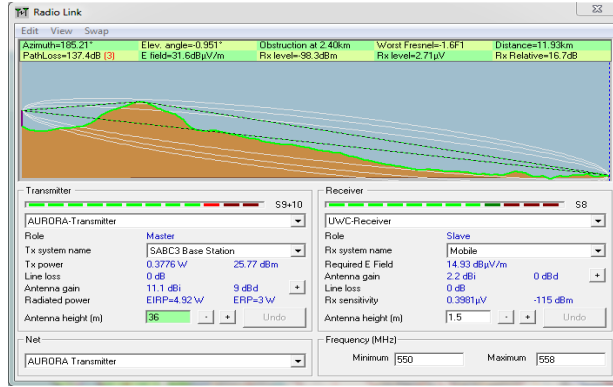 Radio Link
Edit View Swap
Azimuth=185.21° Elev. angle=-0.951° Obstruction at 2.40km Worst Fresnel=-1.6F1 Distance=11.93km
PathLoss=137.4dB (3) E field=31.6dBµV/m Rx level=-98.3dBm Rx level=2.71µV Rx Relative=16.7dB
Transmitter
S9+10
AURORA-Transmitter
Role Master
Tx system name SABC3 Base Station
Tx power 0.3776 W 25.77 dBm
Line loss 0 dB
Antenna gain 11.1 dBi 9 dBd +
Radiated power EIRP=4.92 W ERP=3 W
Antenna height (m) 36 - + Undo
Receiver
S8
UWC-Receiver
Role Slave
Rx system name Mobile
Required E Field 14.93 dBµV/m
Antenna gain 2.2 dBi 0 dBd +
Line loss 0 dB
Rx sensitivity 0.3981µV -115 dBm
Antenna height (m) 1.5 - + Undo
Net
AURORA Transmitter
Frequency (MHz)
Minimum 550 Maximum 558